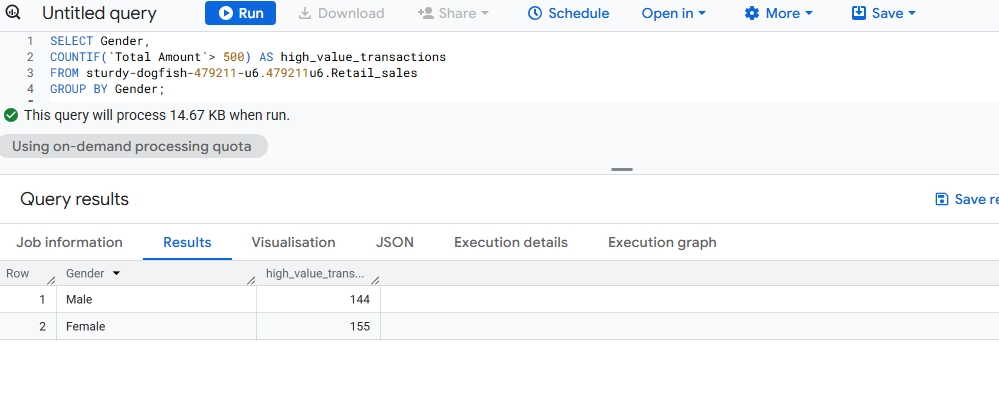 Untitled query Run Download Share Schedule Open in More Save
1 SELECT Gender,
2 COUNTIF(`Total Amount`> 500) AS high_value_transactions
3 FROM sturdy-dogfish-479211-u6.479211u6.Retail_sales
4 GROUP BY Gender;
This query will process 14.67 KB when run.
Using on-demand processing quota
Query results Save re
Job information Results Visualisation JSON Execution details Execution graph
Row Gender high_value_trans...
1 Male 144
2 Female 155